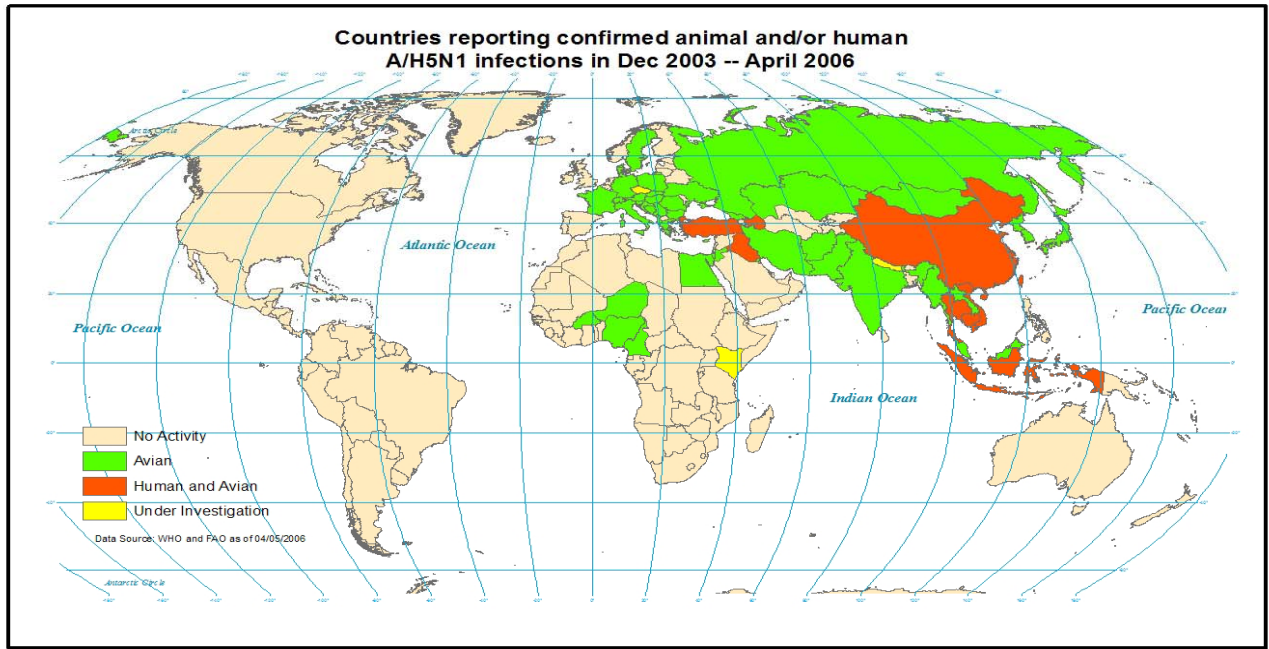 Countries reporting confirmed animal and/or human
A/H5N1 infections in Dec 2003 -- April 2006
Arctic Circle
Atlantic Ocean
Pacific Ocean
Pacific Ocean
Indian Ocean
No Activity
Avian
Human and Avian
Under Investigation
Data Source: WHO and FAO as of 04/05/2006
Antarctic Circle